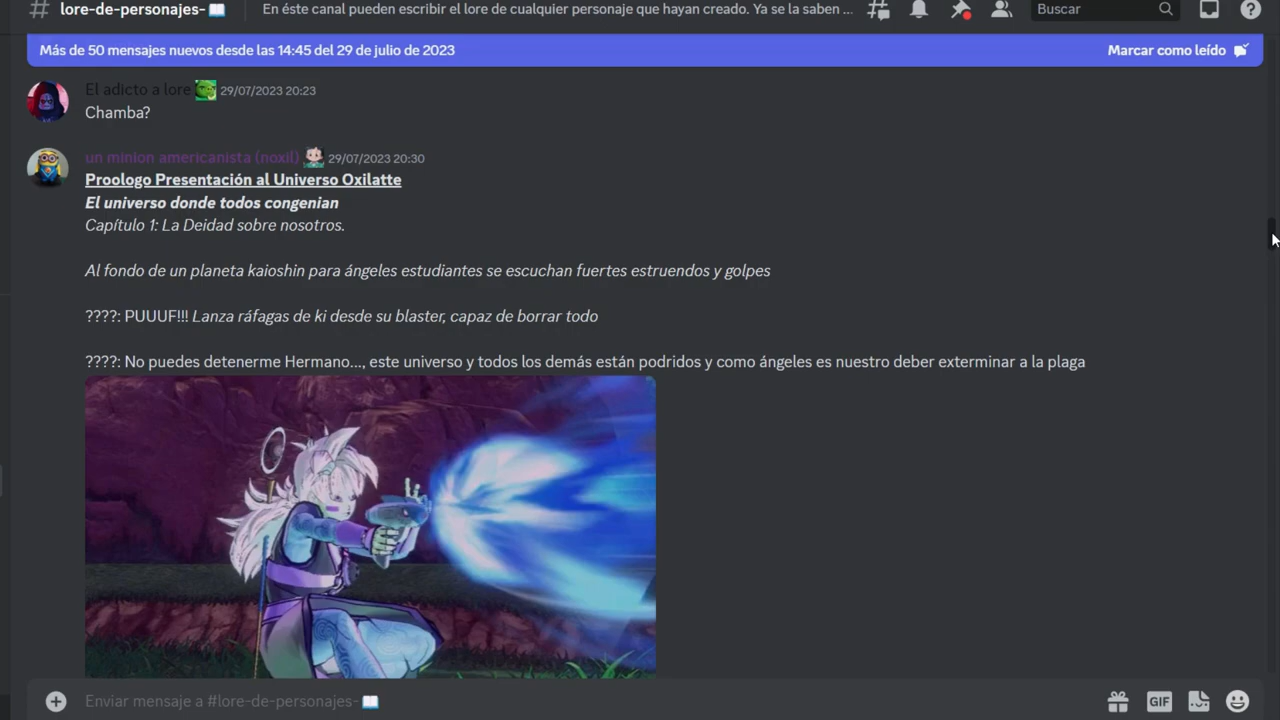 # lore-de-personajes-📖 En éste canal pueden escribir el lore de cualquier personaje que hayan creado. Ya se la saben ... Buscar
Más de 50 mensajes nuevos desde las 14:45 del 29 de julio de 2023 Marcar como leído
El adicto a lore 29/07/2023 20:23
Chamba?
un minion americanista (noxil) 29/07/2023 20:30
Proologo Presentación al Universo Oxilatte
El universo donde todos congenian
Capítulo 1: La Deidad sobre nosotros.
Al fondo de un planeta kaioshin para ángeles estudiantes se escuchan fuertes estruendos y golpes
????: PUUUF!!! Lanza ráfagas de ki desde su blaster, capaz de borrar todo
????: No puedes detenerme Hermano..., este universo y todos los demás están podridos y como ángeles es nuestro deber exterminar a la plaga
Enviar mensaje a #lore-de-personajes-📖 GIF